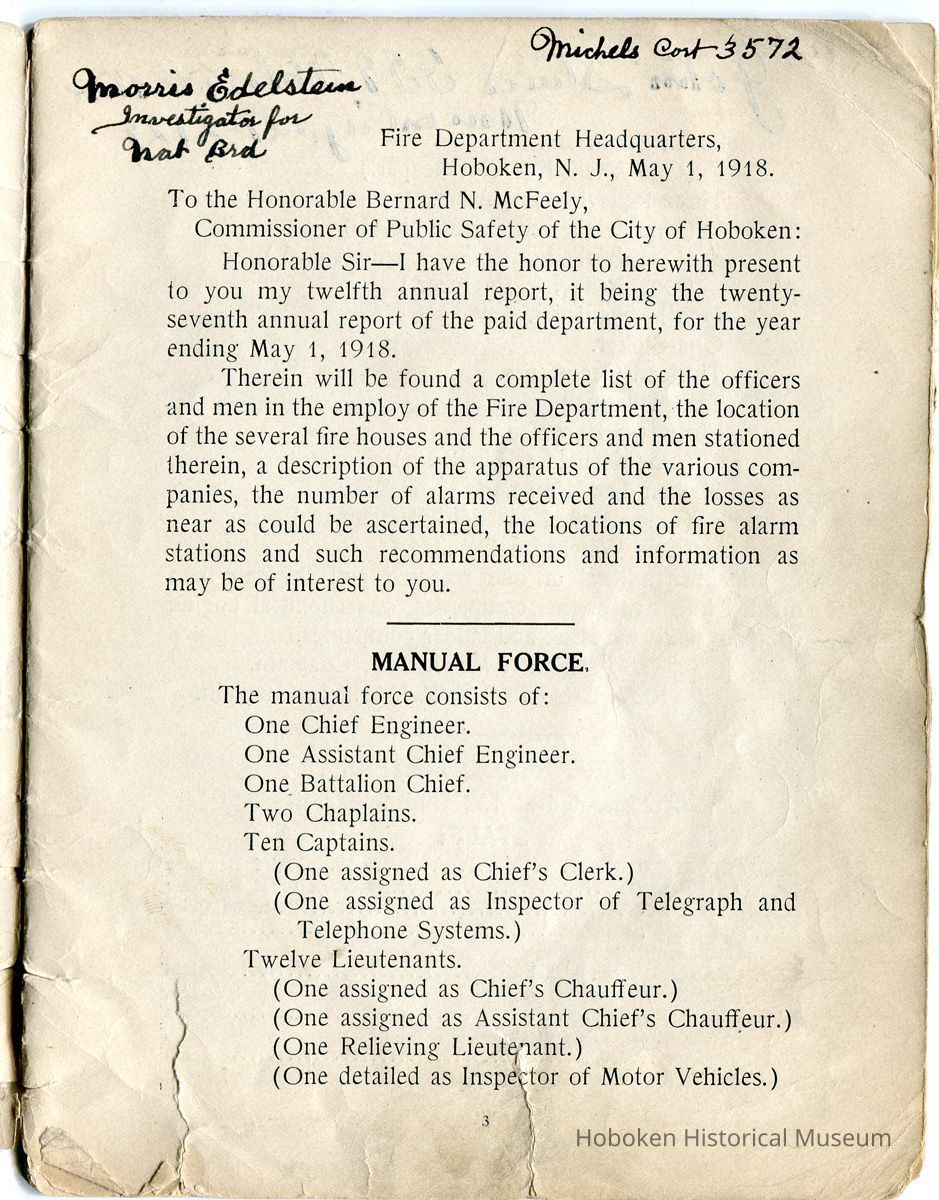 Michels Cort 3572
Morris Edelstein
Investigator for
Nat Brd
Fire Department Headquarters,
Hoboken, N. J., May 1, 1918.
To the Honorable Bernard N. McFeely,
Commissioner of Public Safety of the City of Hoboken:
Honorable Sir—I have the honor to herewith present
to you my twelfth annual report, it being the twenty-
seventh annual report of the paid department, for the year
ending May 1, 1918.
Therein will be found a complete list of the officers
and men in the employ of the Fire Department, the location
of the several fire houses and the officers and men stationed
therein, a description of the apparatus of the various com-
panies, the number of alarms received and the losses as
near as could be ascertained, the locations of fire alarm
stations and such recommendations and information as
may be of interest to you.
MANUAL FORCE.
The manual force consists of:
One Chief Engineer.
One Assistant Chief Engineer.
One Battalion Chief.
Two Chaplains.
Ten Captains.
(One assigned as Chief's Clerk.)
(One assigned as Inspector of Telegraph and
Telephone Systems.)
Twelve Lieutenants.
(One assigned as Chief's Chauffeur.)
(One assigned as Assistant Chief's Chauffeur.)
(One Relieving Lieutenant.)
(One detailed as Inspector of Motor Vehicles.)
3
Hoboken Historical Museum